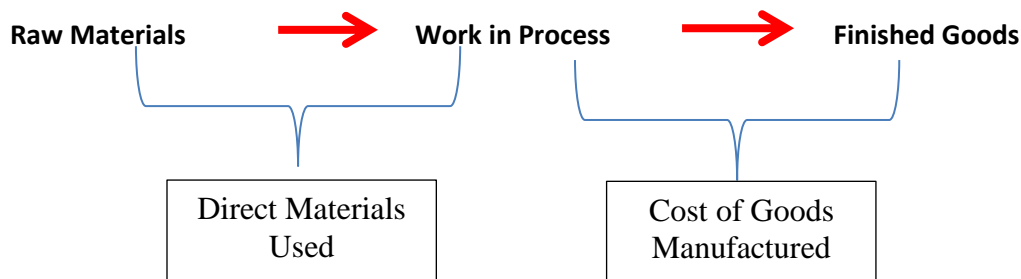 Raw Materials Work in Process Finished Goods
Direct Materials
Used
Cost of Goods
Manufactured